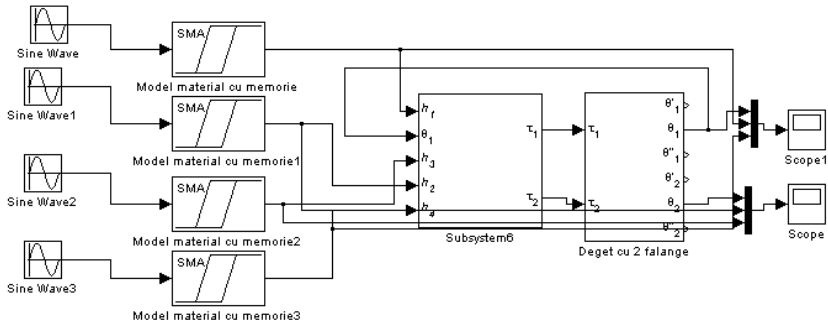 Sine Wave
SMA
Model material cu memorie
Sine Wave1
SMA
Model material cu memorie1
Sine Wave2
SMA
Model material cu memorie2
Sine Wave3
SMA
Model material cu memorie3
h1
θ1
h3
h2
h4
τ1
τ2
Subsystem6
τ1
τ2
θ'1
θ1
θ''1
θ'2
θ2
θ''2
Deget cu 2 falange
Scope1
Scope